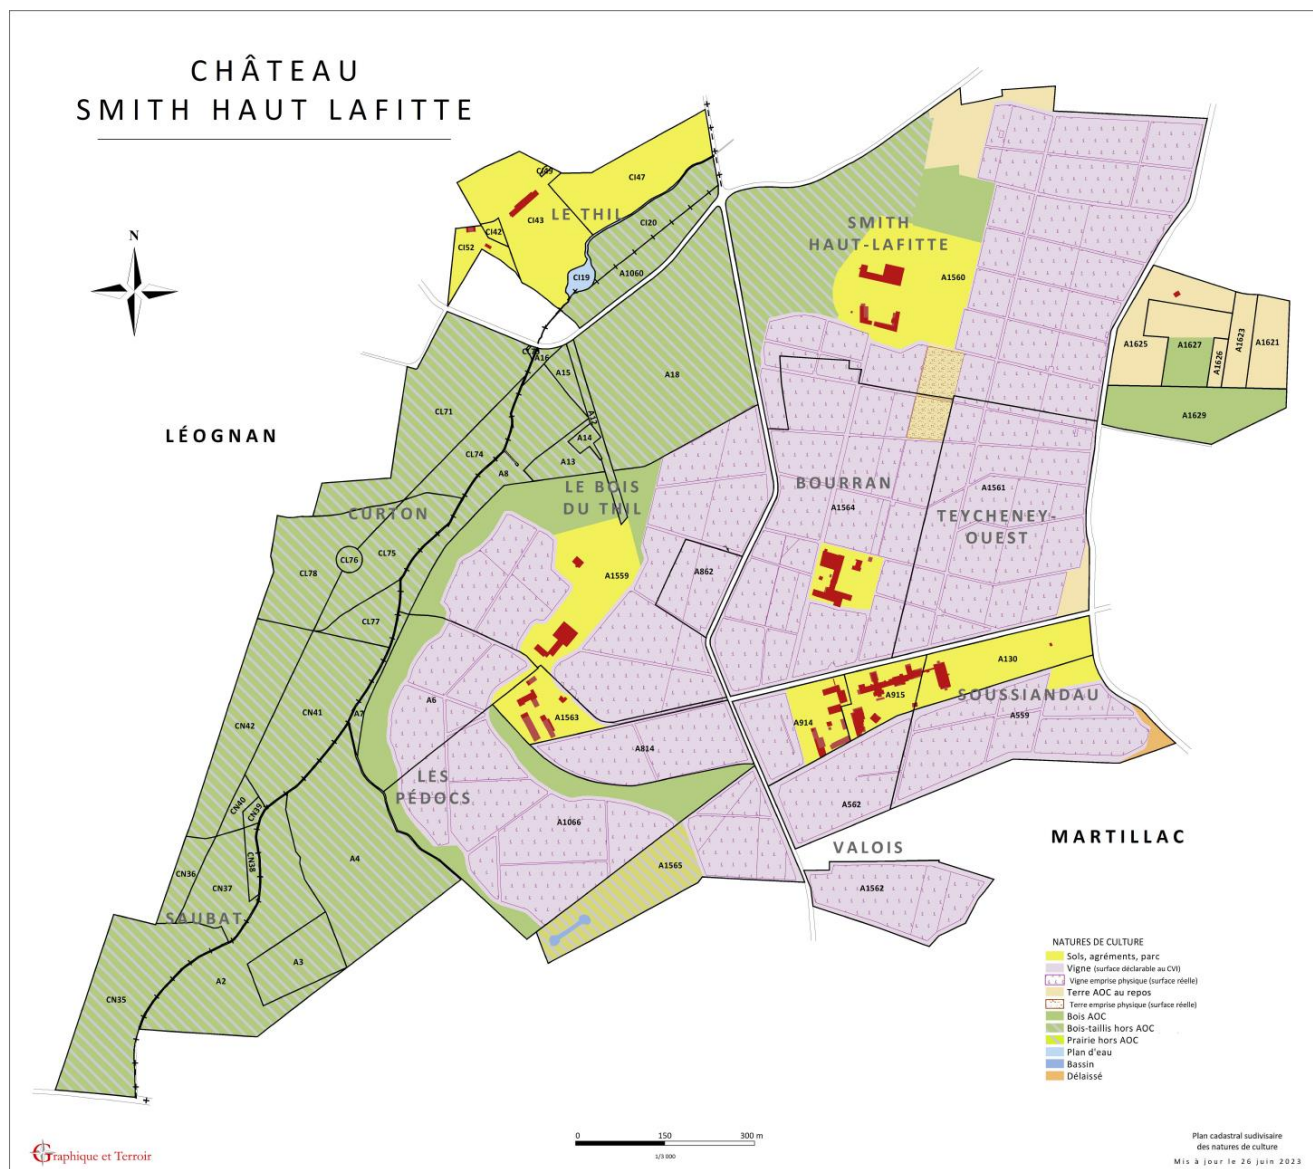 CHÂTEAU
SMITH HAUT LAFITTE
N
LÉOGNAN
MARTILLAC
LE THIL
SMITH
HAUT-LAFITTE
CURTON
LE BOIS
DU THIL
BOURRAN
TEYCHENEY-
OUEST
SOUSSIANDAU
LES
PÉDOCS
VALOIS
SAUBAT
CI49
CI47
CI43
CI42
CI52
CI20
CI19
A1060
A1560
A16
A15
A18
A12
A14
A13
A8
CL71
CL74
CL75
CL76
CL78
CL77
A1625
A1627
A1626
A1623
A1621
A1629
A1561
A1564
A862
A1559
A6
A7
A1563
A814
A130
A915
A914
A559
A562
A1066
A1565
A1562
CN42
CN41
CN40
CN39
CN38
CN36
CN37
CN35
A4
A3
A2
NATURES DE CULTURE
Sols, agréments, parc
Vigne (surface déclarable au CVI)
Vigne emprise physique (surface réelle)
Terre AOC au repos
Terre emprise physique (surface réelle)
Bois AOC
Bois-taillis hors AOC
Prairie hors AOC
Plan d'eau
Bassin
Délaissé
0 150 300 m
1/3 000
Graphique et Terroir
Plan cadastral sudivisaire
des natures de culture
Mis à jour le 26 juin 2023